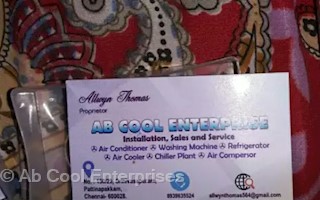 Allwyn Thomas
Proprietor
AB COOL ENTERPRISE
Installation, Sales and Service
Air Conditioner Washing Machine Refrigerator
Air Cooler Chiller Plant Air Compersor
Pattinapakkam,
Chennai- 600028.
allwynthomas564@gmail.com
Ab Cool Enterprises